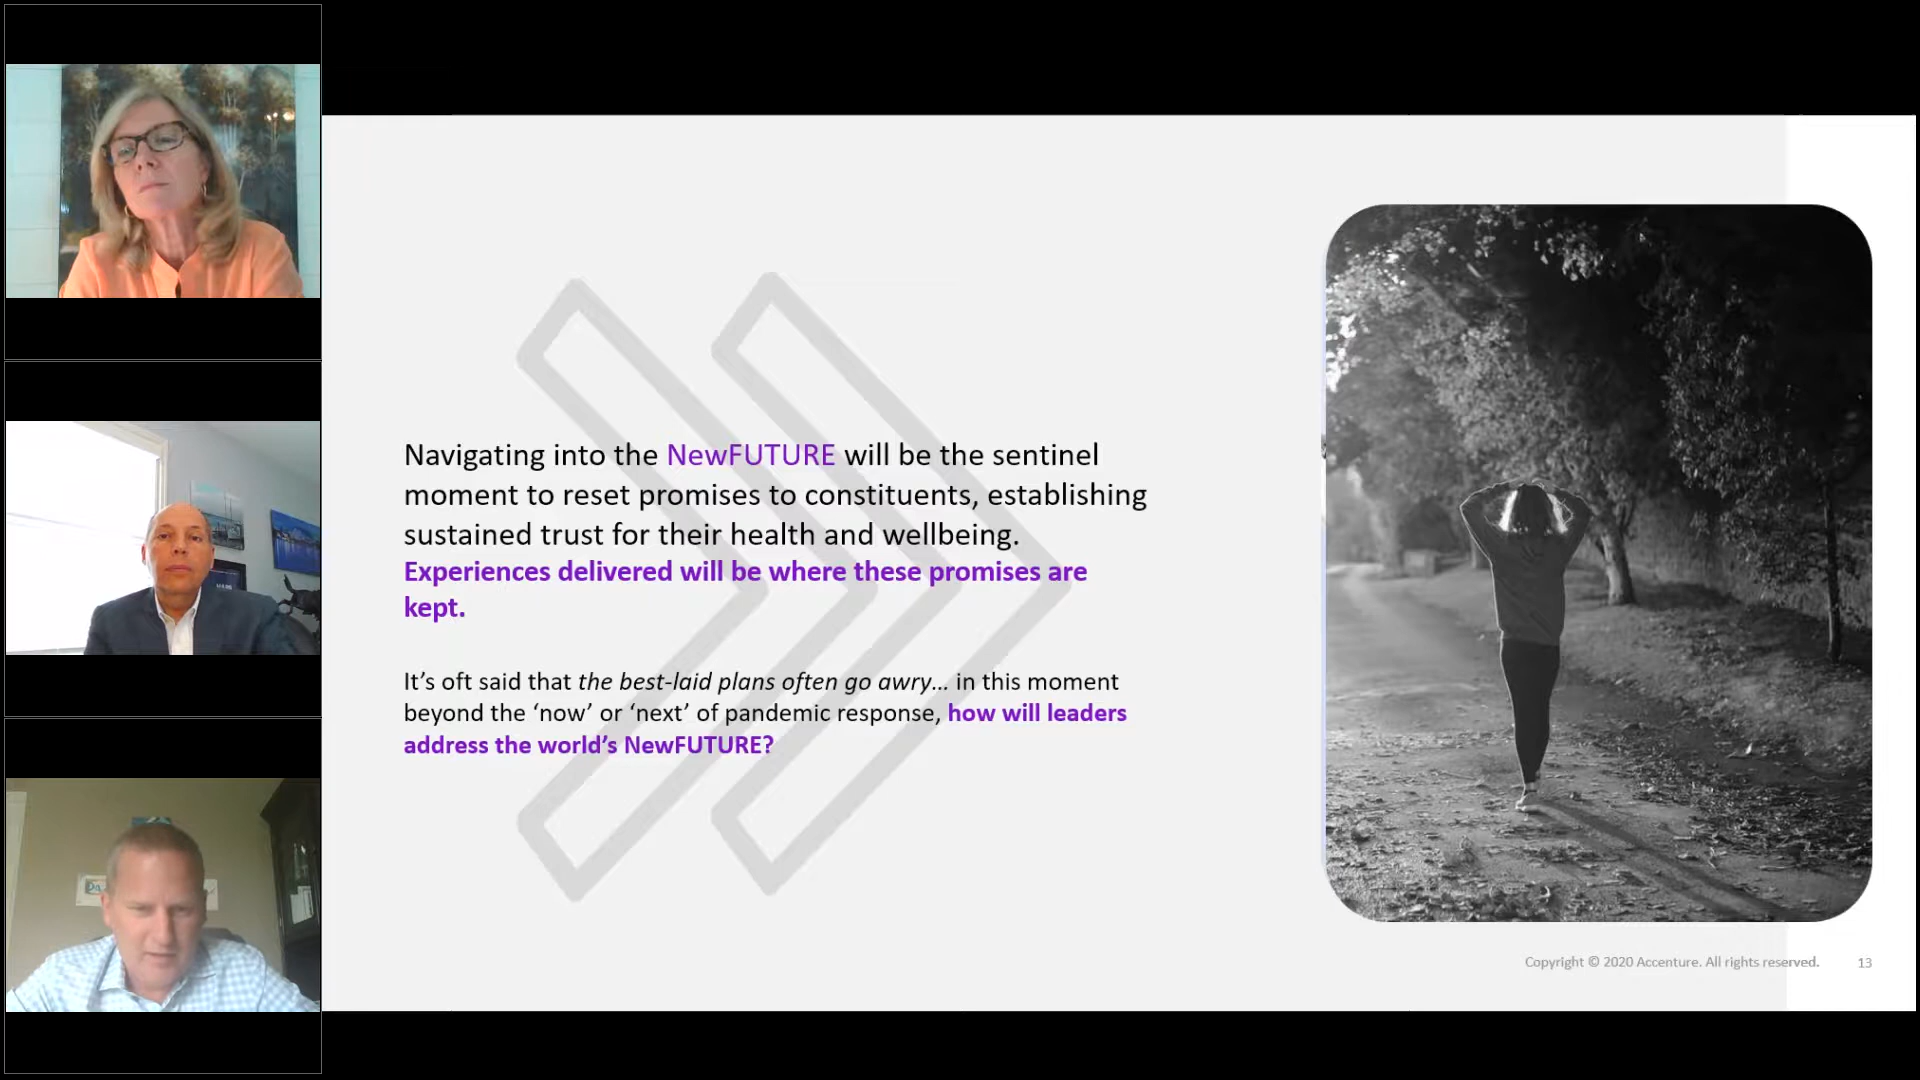 Navigating into the NewFUTURE will be the sentinel
moment to reset promises to constituents, establishing
sustained trust for their health and wellbeing.
Experiences delivered will be where these promises are
kept.
It’s oft said that the best-laid plans often go awry… in this moment
beyond the ‘now’ or ‘next’ of pandemic response, how will leaders
address the world’s NewFUTURE?
Copyright © 2020 Accenture. All rights reserved. 13